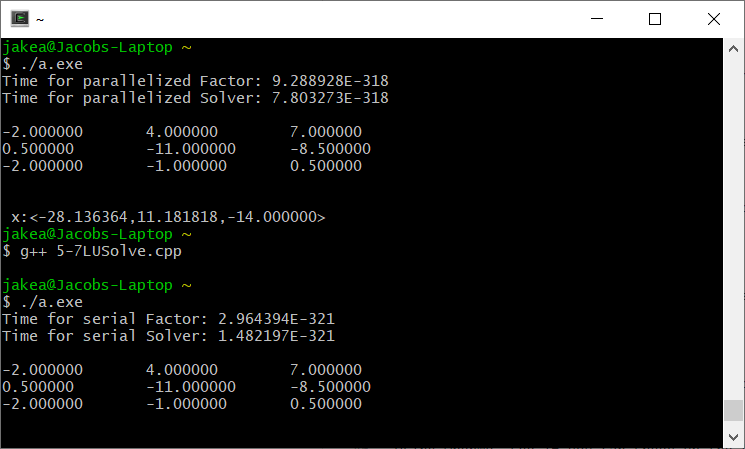 ~
jakea@Jacobs-Laptop ~
$ ./a.exe
Time for parallelized Factor: 9.288928E-318
Time for parallelized Solver: 7.803273E-318
-2.000000 4.000000 7.000000
0.500000 -11.000000 -8.500000
-2.000000 -1.000000 0.500000
x:<-28.136364,11.181818,-14.000000>
jakea@Jacobs-Laptop ~
$ g++ 5-7LUSolve.cpp
jakea@Jacobs-Laptop ~
$ ./a.exe
Time for serial Factor: 2.964394E-321
Time for serial Solver: 1.482197E-321
-2.000000 4.000000 7.000000
0.500000 -11.000000 -8.500000
-2.000000 -1.000000 0.500000